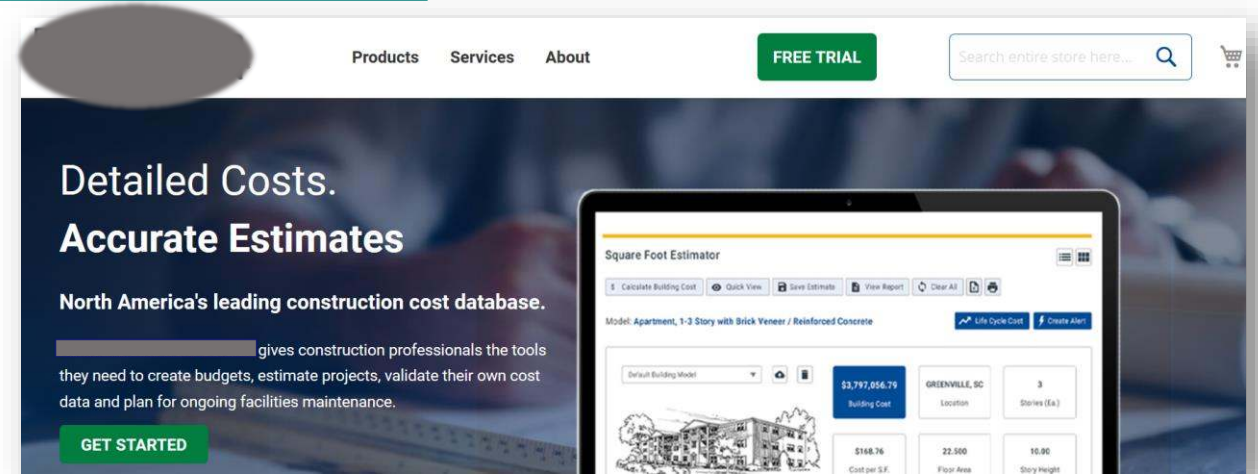 Products Services About FREE TRIAL Search entire store here...
Detailed Costs.
Accurate Estimates
North America's leading construction cost database.
gives construction professionals the tools
they need to create budgets, estimate projects, validate their own cost
data and plan for ongoing facilities maintenance.
GET STARTED
Square Foot Estimator
$ Calculate Building Cost Quick View Save Estimate View Report Clear All
Model: Apartment, 1-3 Story with Brick Veneer / Reinforced Concrete Life Cycle Cost Create Alert
Default Building Model
$3,797,056.79 GREENVILLE, SC 3
Building Cost Location Stories (Ea.)
$168.76 22.500 10.00
Cost per S.F. Floor Area Story Height